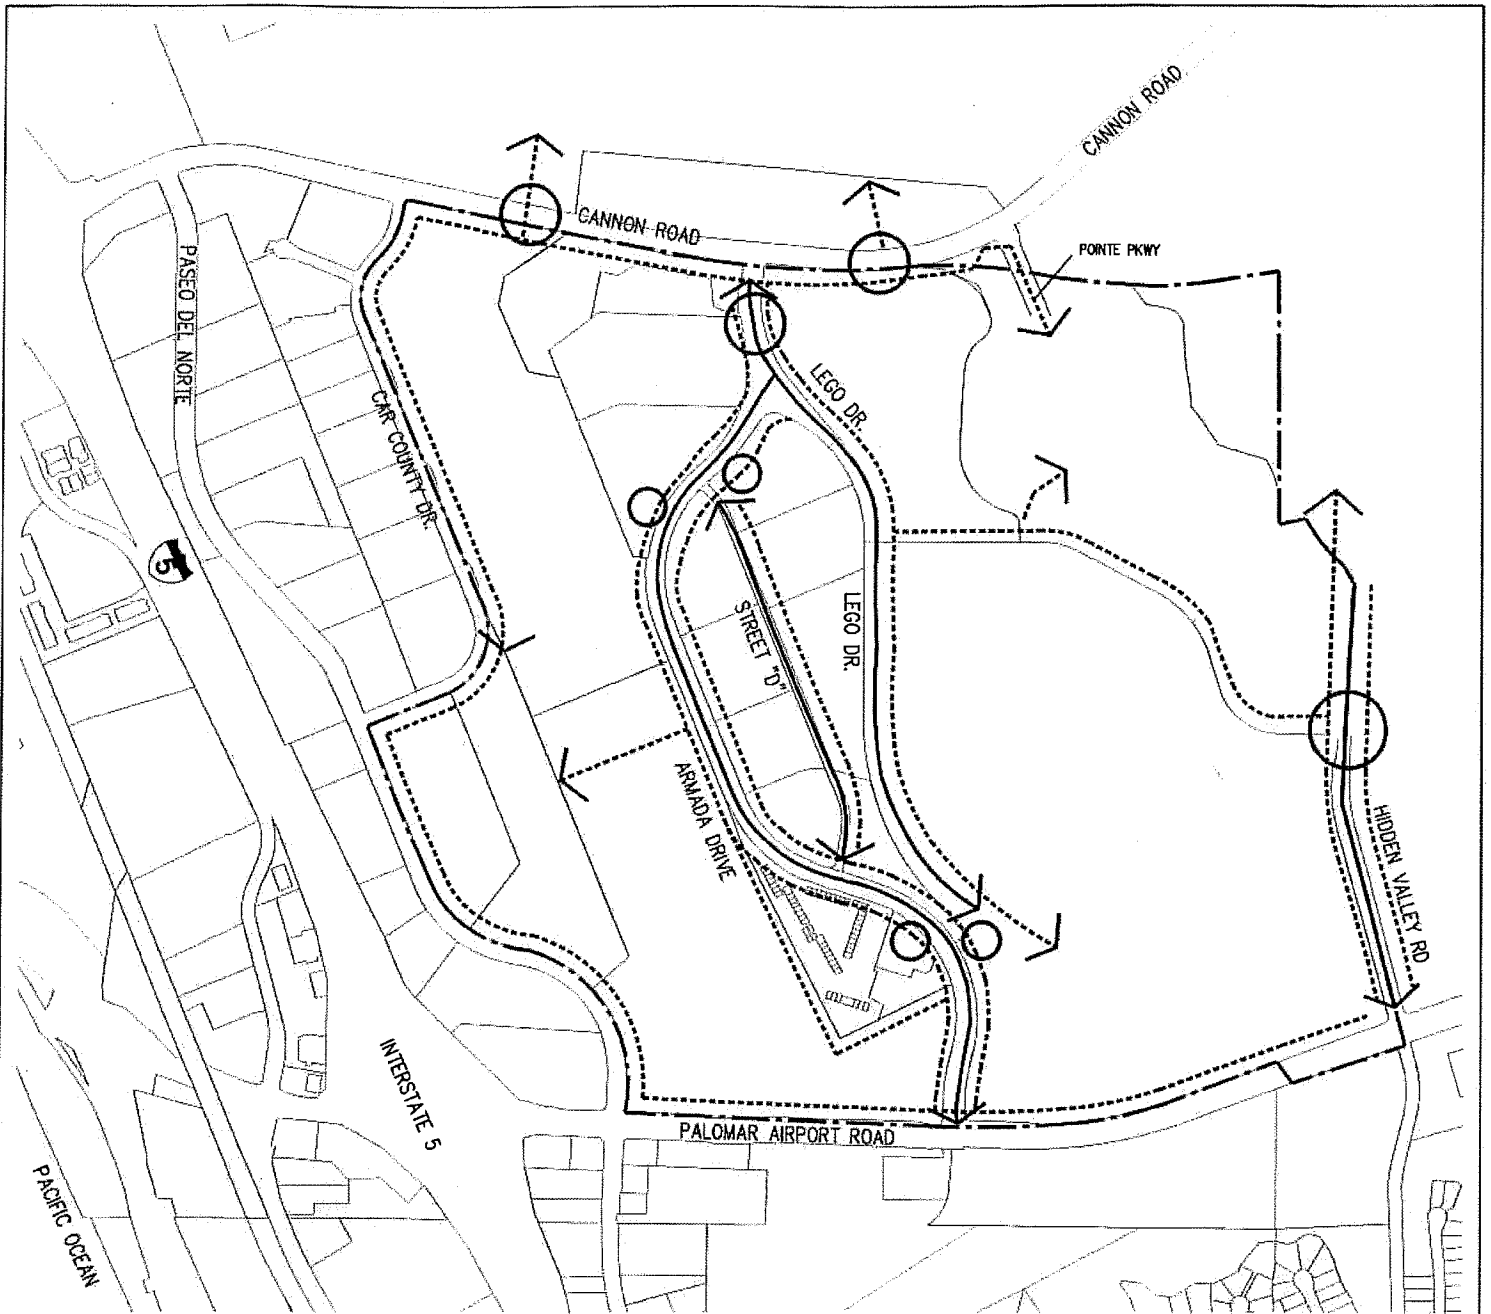 CANNON ROAD
CANNON ROAD
POINTE PKWY
PASEO DEL NORTE
LEGO DR.
CAR COUNTY DR.
5
STREET "D"
LEGO DR.
ARMADA DRIVE
HIDDEN VALLEY RD
INTERSTATE 5
PALOMAR AIRPORT ROAD
PACIFIC OCEAN